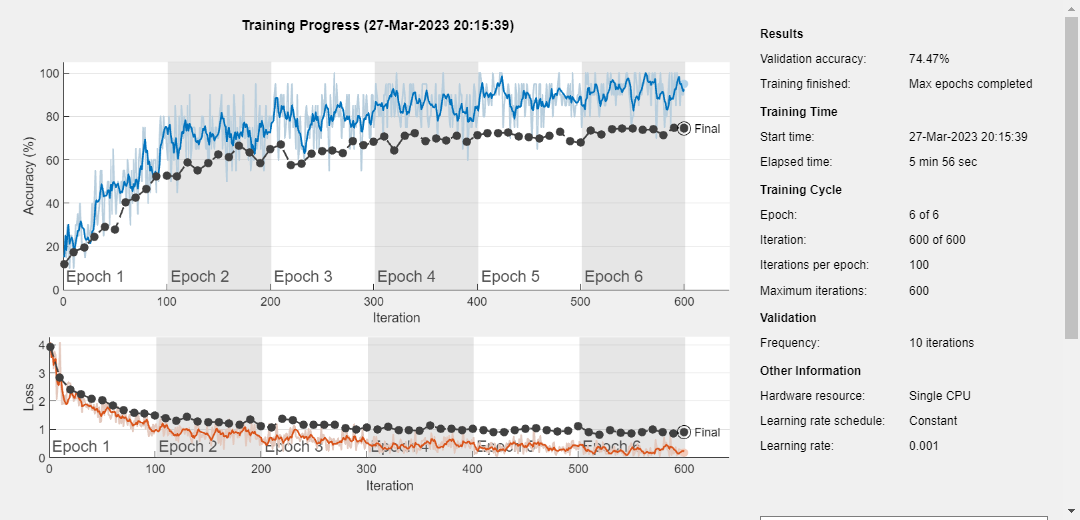 Training Progress (27-Mar-2023 20:15:39)
Accuracy (%)
100
80
60
40
20
0
Epoch 1
Epoch 2
Epoch 3
Epoch 4
Epoch 5
Epoch 6
Final
0 100 200 300 400 500 600
Iteration
Loss
4
3
2
1
0
Epoch 1
Epoch 2
Epoch 3
Epoch 4
Epoch 5
Epoch 6
Final
0 100 200 300 400 500 600
Iteration
Results
Validation accuracy: 74.47%
Training finished: Max epochs completed
Training Time
Start time: 27-Mar-2023 20:15:39
Elapsed time: 5 min 56 sec
Training Cycle
Epoch: 6 of 6
Iteration: 600 of 600
Iterations per epoch: 100
Maximum iterations: 600
Validation
Frequency: 10 iterations
Other Information
Hardware resource: Single CPU
Learning rate schedule: Constant
Learning rate: 0.001